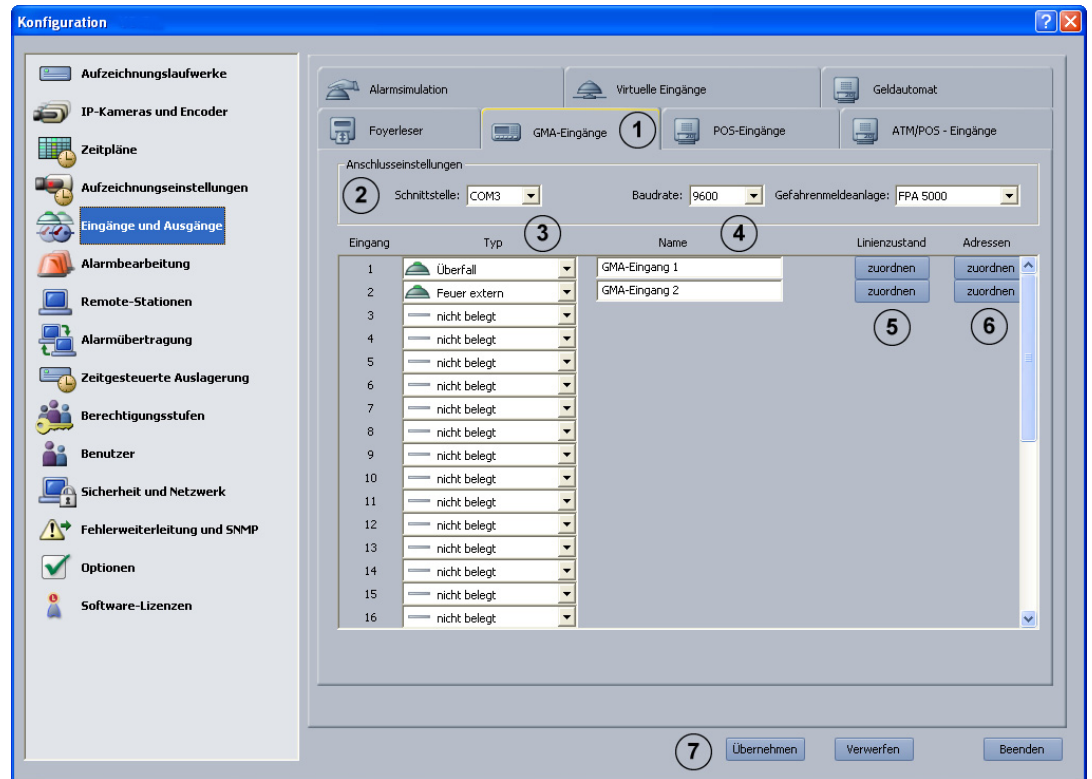 Konfiguration
Aufzeichnungslaufwerke
IP-Kameras und Encoder
Zeitpläne
Aufzeichnungseinstellungen
Eingänge und Ausgänge
Alarmbearbeitung
Remote-Stationen
Alarmübertragung
Zeitgesteuerte Auslagerung
Berechtigungsstufen
Benutzer
Sicherheit und Netzwerk
Fehlerweiterleitung und SNMP
Optionen
Software-Lizenzen
Alarmsimulation Virtuelle Eingänge Geldautomat
Foyerleser GMA-Eingänge 1 POS-Eingänge ATM/POS - Eingänge
Anschlusseinstellungen
2 Schnittstelle: COM3 Baudrate: 9600 Gefahrenmeldeanlage: FPA 5000
Eingang Typ 3 Name 4 Linienzustand Adressen
1 Überfall GMA-Eingang 1 zuordnen zuordnen
2 Feuer extern GMA-Eingang 2 zuordnen zuordnen
3 nicht belegt 5 6
4 nicht belegt
5 nicht belegt
6 nicht belegt
7 nicht belegt
8 nicht belegt
9 nicht belegt
10 nicht belegt
11 nicht belegt
12 nicht belegt
13 nicht belegt
14 nicht belegt
15 nicht belegt
16 nicht belegt
7 Übernehmen Verwerfen Beenden